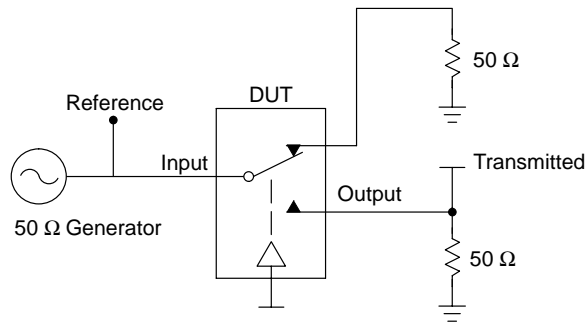 50 Ω
Reference
DUT
Input
Transmitted
Output
50 Ω Generator
50 Ω